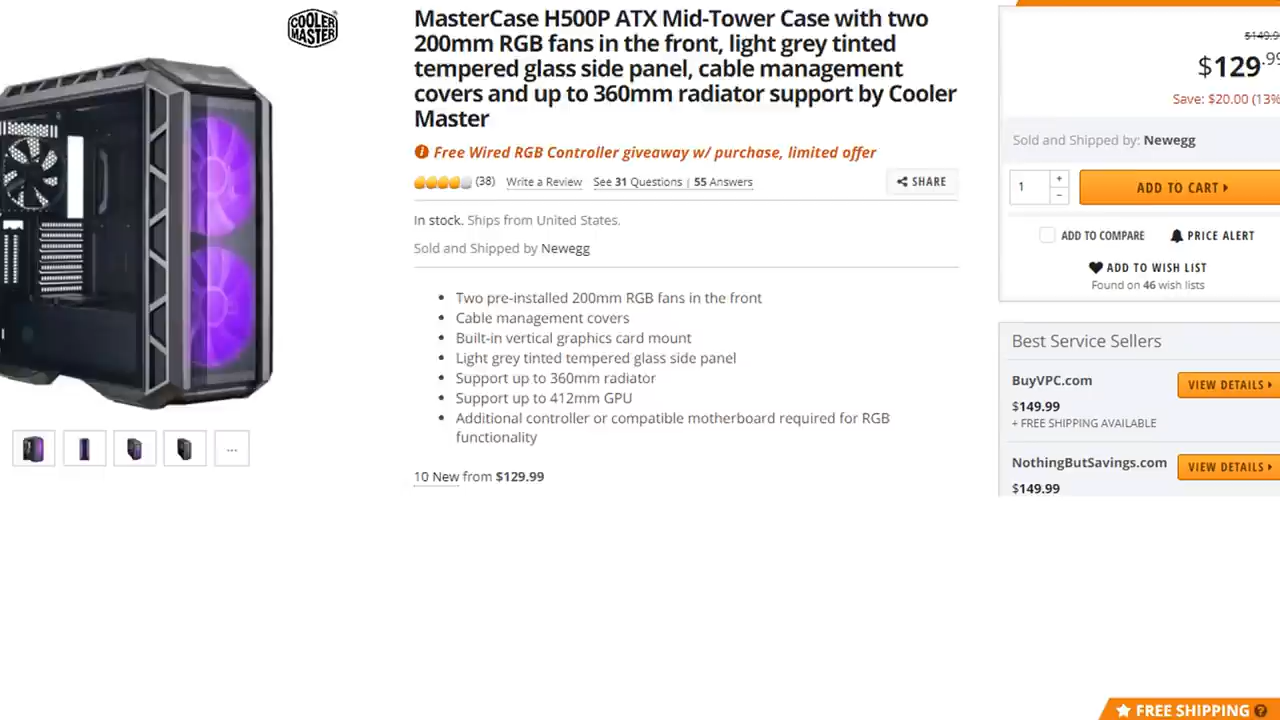 COOLER
MASTER
MasterCase H500P ATX Mid-Tower Case with two
200mm RGB fans in the front, light grey tinted
tempered glass side panel, cable management
covers and up to 360mm radiator support by Cooler
Master
Free Wired RGB Controller giveaway w/ purchase, limited offer
(38) Write a Review See 31 Questions | 55 Answers
SHARE
In stock. Ships from United States.
Sold and Shipped by Newegg
• Two pre-installed 200mm RGB fans in the front
• Cable management covers
• Built-in vertical graphics card mount
• Light grey tinted tempered glass side panel
• Support up to 360mm radiator
• Support up to 412mm GPU
• Additional controller or compatible motherboard required for RGB
functionality
10 New from $129.99
...
$149.9
$129.99
Save: $20.00 (13%
Sold and Shipped by: Newegg
1 + −
ADD TO CART
ADD TO COMPARE PRICE ALERT
ADD TO WISH LIST
Found on 46 wish lists
Best Service Sellers
BuyVPC.com
VIEW DETAILS
$149.99
+ FREE SHIPPING AVAILABLE
NothingButSavings.com
VIEW DETAILS
$149.99
FREE SHIPPING ?